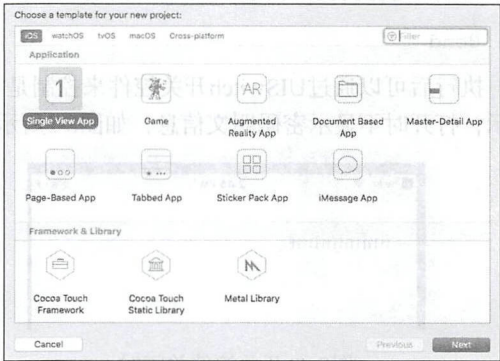 Choose a template for your new project:
iOS watchOS tvOS macOS Cross-platform Filter
Application
1 AR
Single View App Game Augmented Reality App Document Based App Master-Detail App
Page-Based App Tabbed App Sticker Pack App iMessage App
Framework & Library
Cocoa Touch Framework Cocoa Touch Static Library Metal Library
Cancel Previous Next